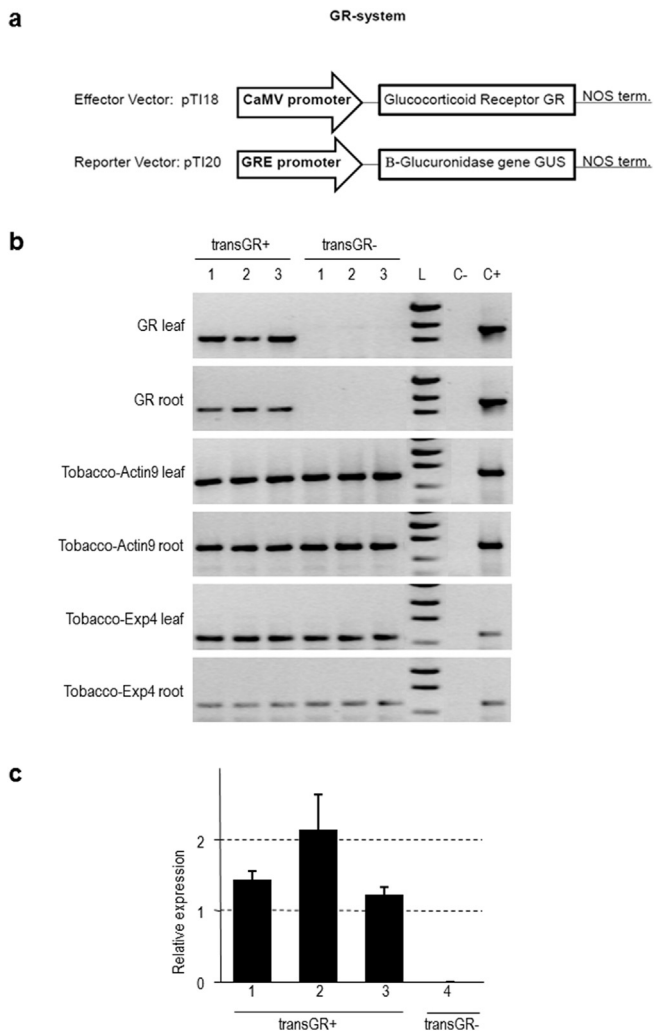 a
GR-system
Effector Vector: pTI18
CaMV promoter
Glucocorticoid Receptor GR
NOS term.
Reporter Vector: pTI20
GRE promoter
B-Glucuronidase gene GUS
NOS term.
b
transGR+ transGR-
1 2 3 1 2 3 L C- C+
GR leaf
GR root
Tobacco-Actin9 leaf
Tobacco-Actin9 root
Tobacco-Exp4 leaf
Tobacco-Exp4 root
c
Relative expression
2
1
0
1 2 3 4
transGR+ transGR-